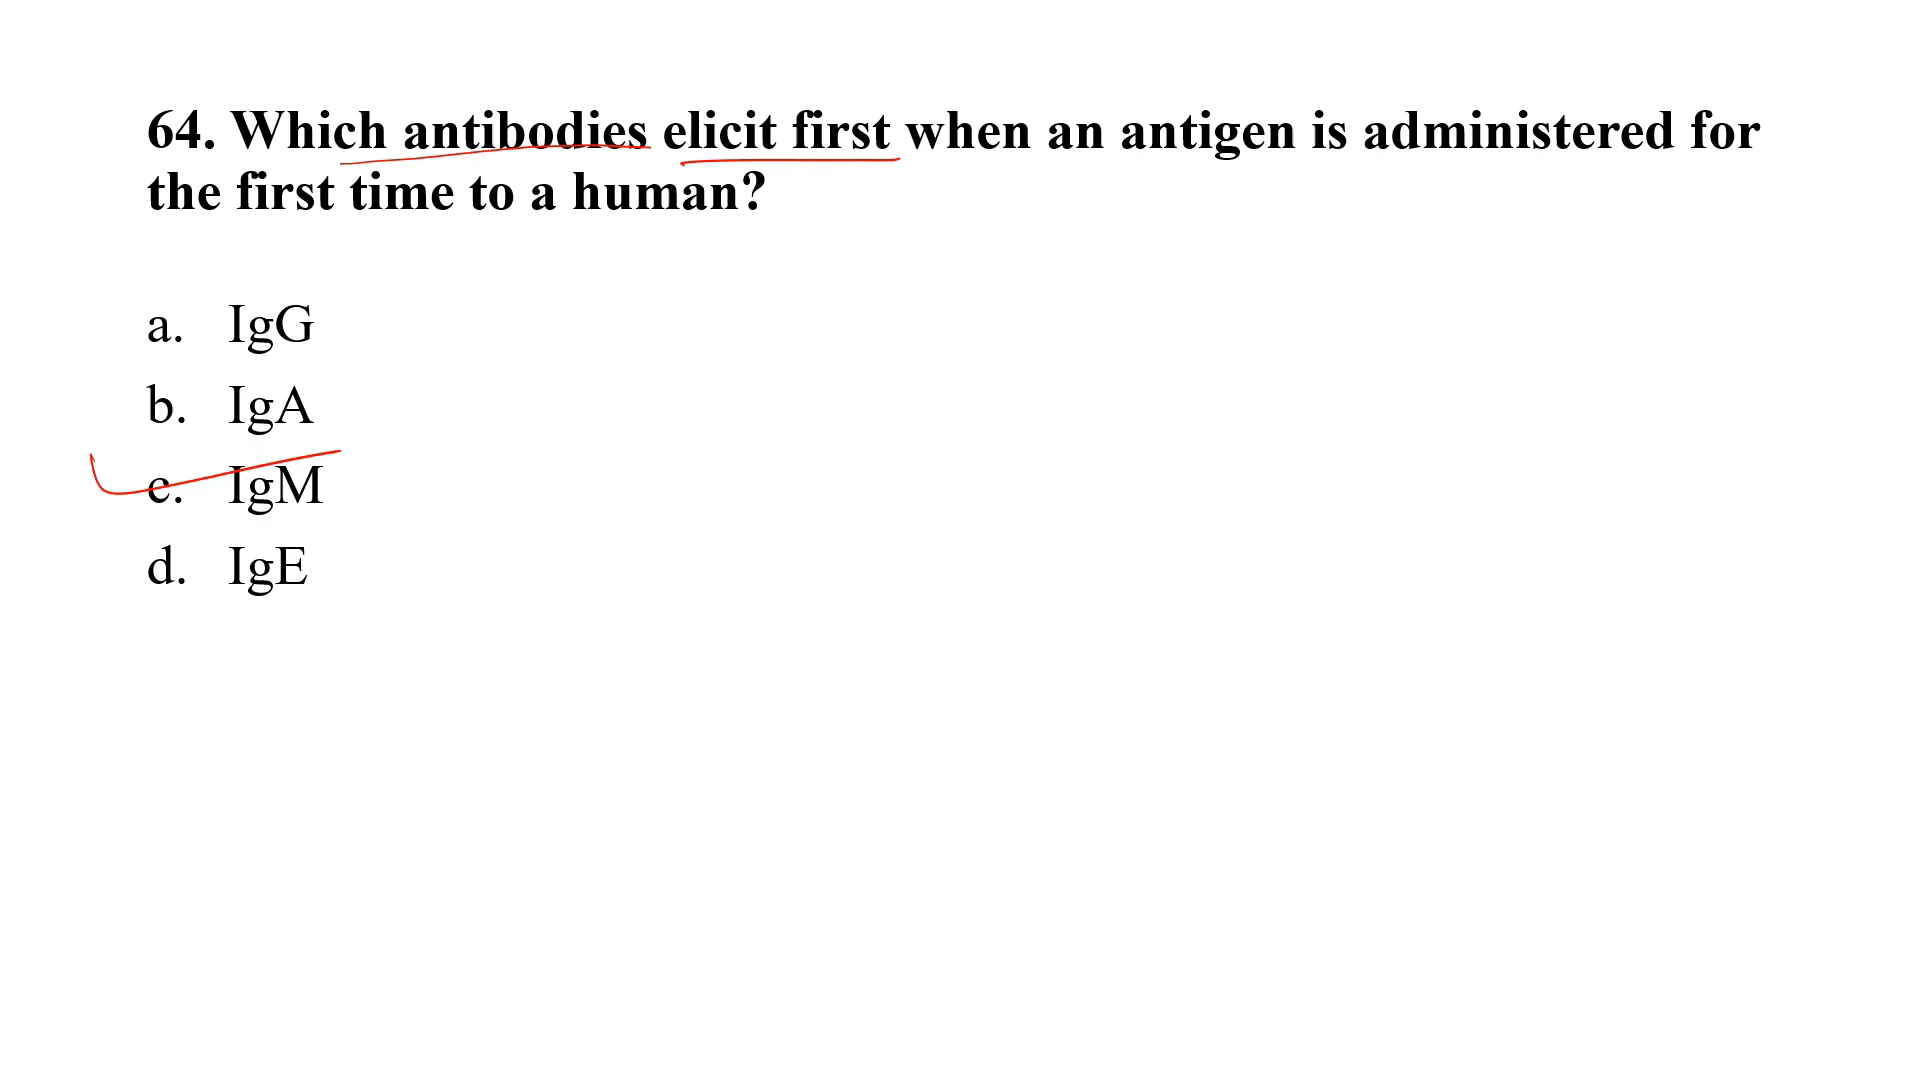 64. Which antibodies elicit first when an antigen is administered for
the first time to a human?
a. IgG
b. IgA
c. IgM
d. IgE